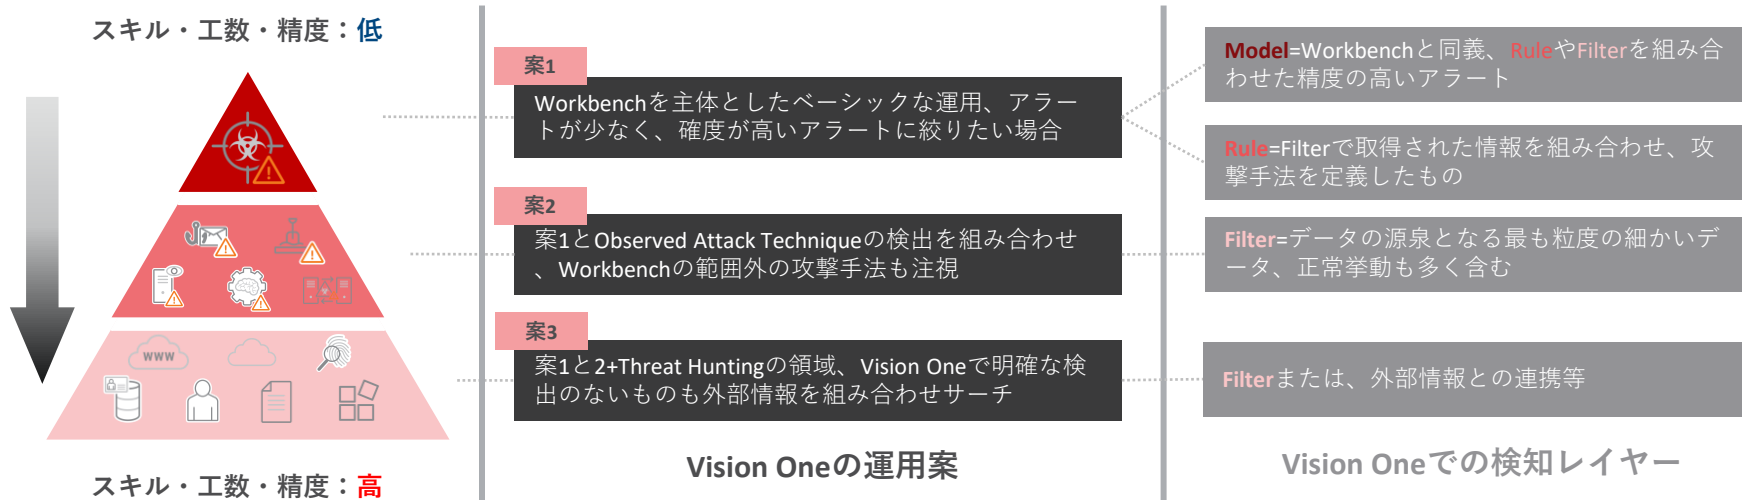 スキル・工数・精度：低
WWW
スキル・工数・精度：高
案1
Workbenchを主体としたベーシックな運用、アラー
トが少なく、確度が高いアラートに絞りたい場合
案2
案1とObserved Attack Techniqueの検出を組み合わせ
、Workbenchの範囲外の攻撃手法も注視
案3
案1と2+Threat Huntingの領域、Vision Oneで明確な検
出のないものも外部情報を組み合わせサーチ
Vision Oneの運用案
Model=Workbenchと同義、RuleやFilterを組み合
わせた精度の高いアラート
Rule=Filterで取得された情報を組み合わせ、攻
撃手法を定義したもの
Filter=データの源泉となる最も粒度の細かいデ
ータ、正常挙動も多く含む
Filterまたは、外部情報との連携等
Vision Oneでの検知レイヤー